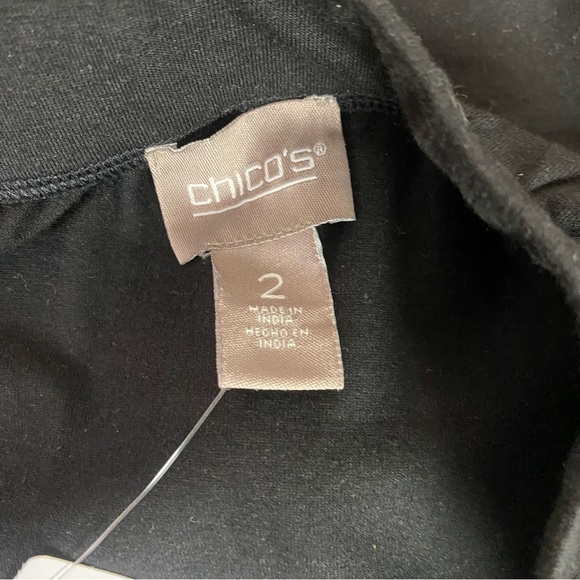 chico's®
2
MADE IN
INDIA
HECHO EN
INDIA